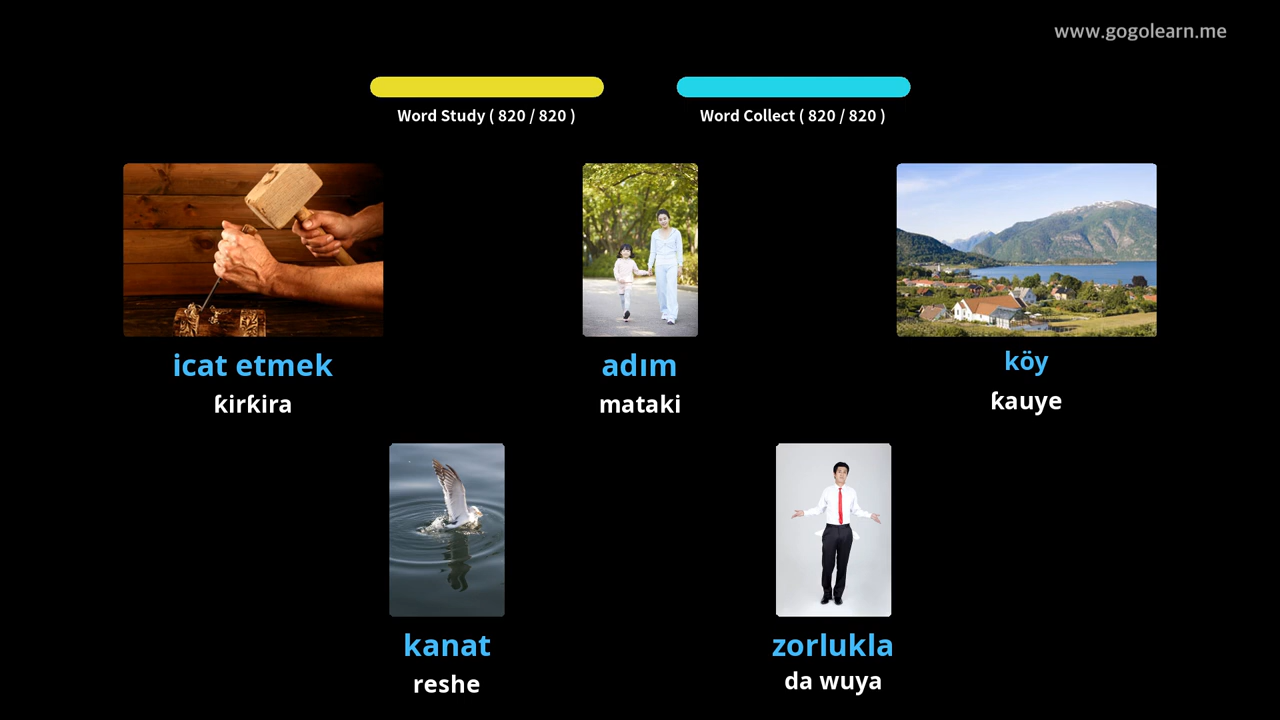 www.gogolearn.me
Word Study ( 820 / 820 )
Word Collect ( 820 / 820 )
icat etmek
ƙirƙira
adım
mataki
köy
ƙauye
kanat
reshe
zorlukla
da wuya